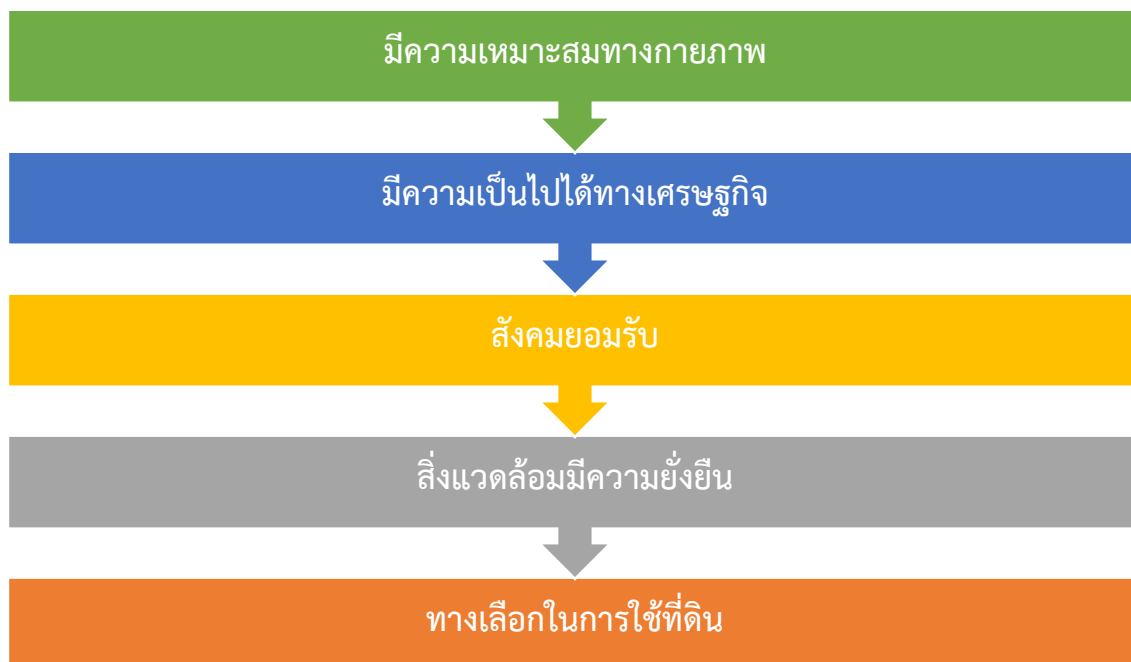 มีความเหมาะสมทางกายภาพ
มีความเป็นไปได้ทางเศรษฐกิจ
สังคมยอมรับ
สิ่งแวดล้อมมีความยั่งยืน
ทางเลือกในการใช้ที่ดิน